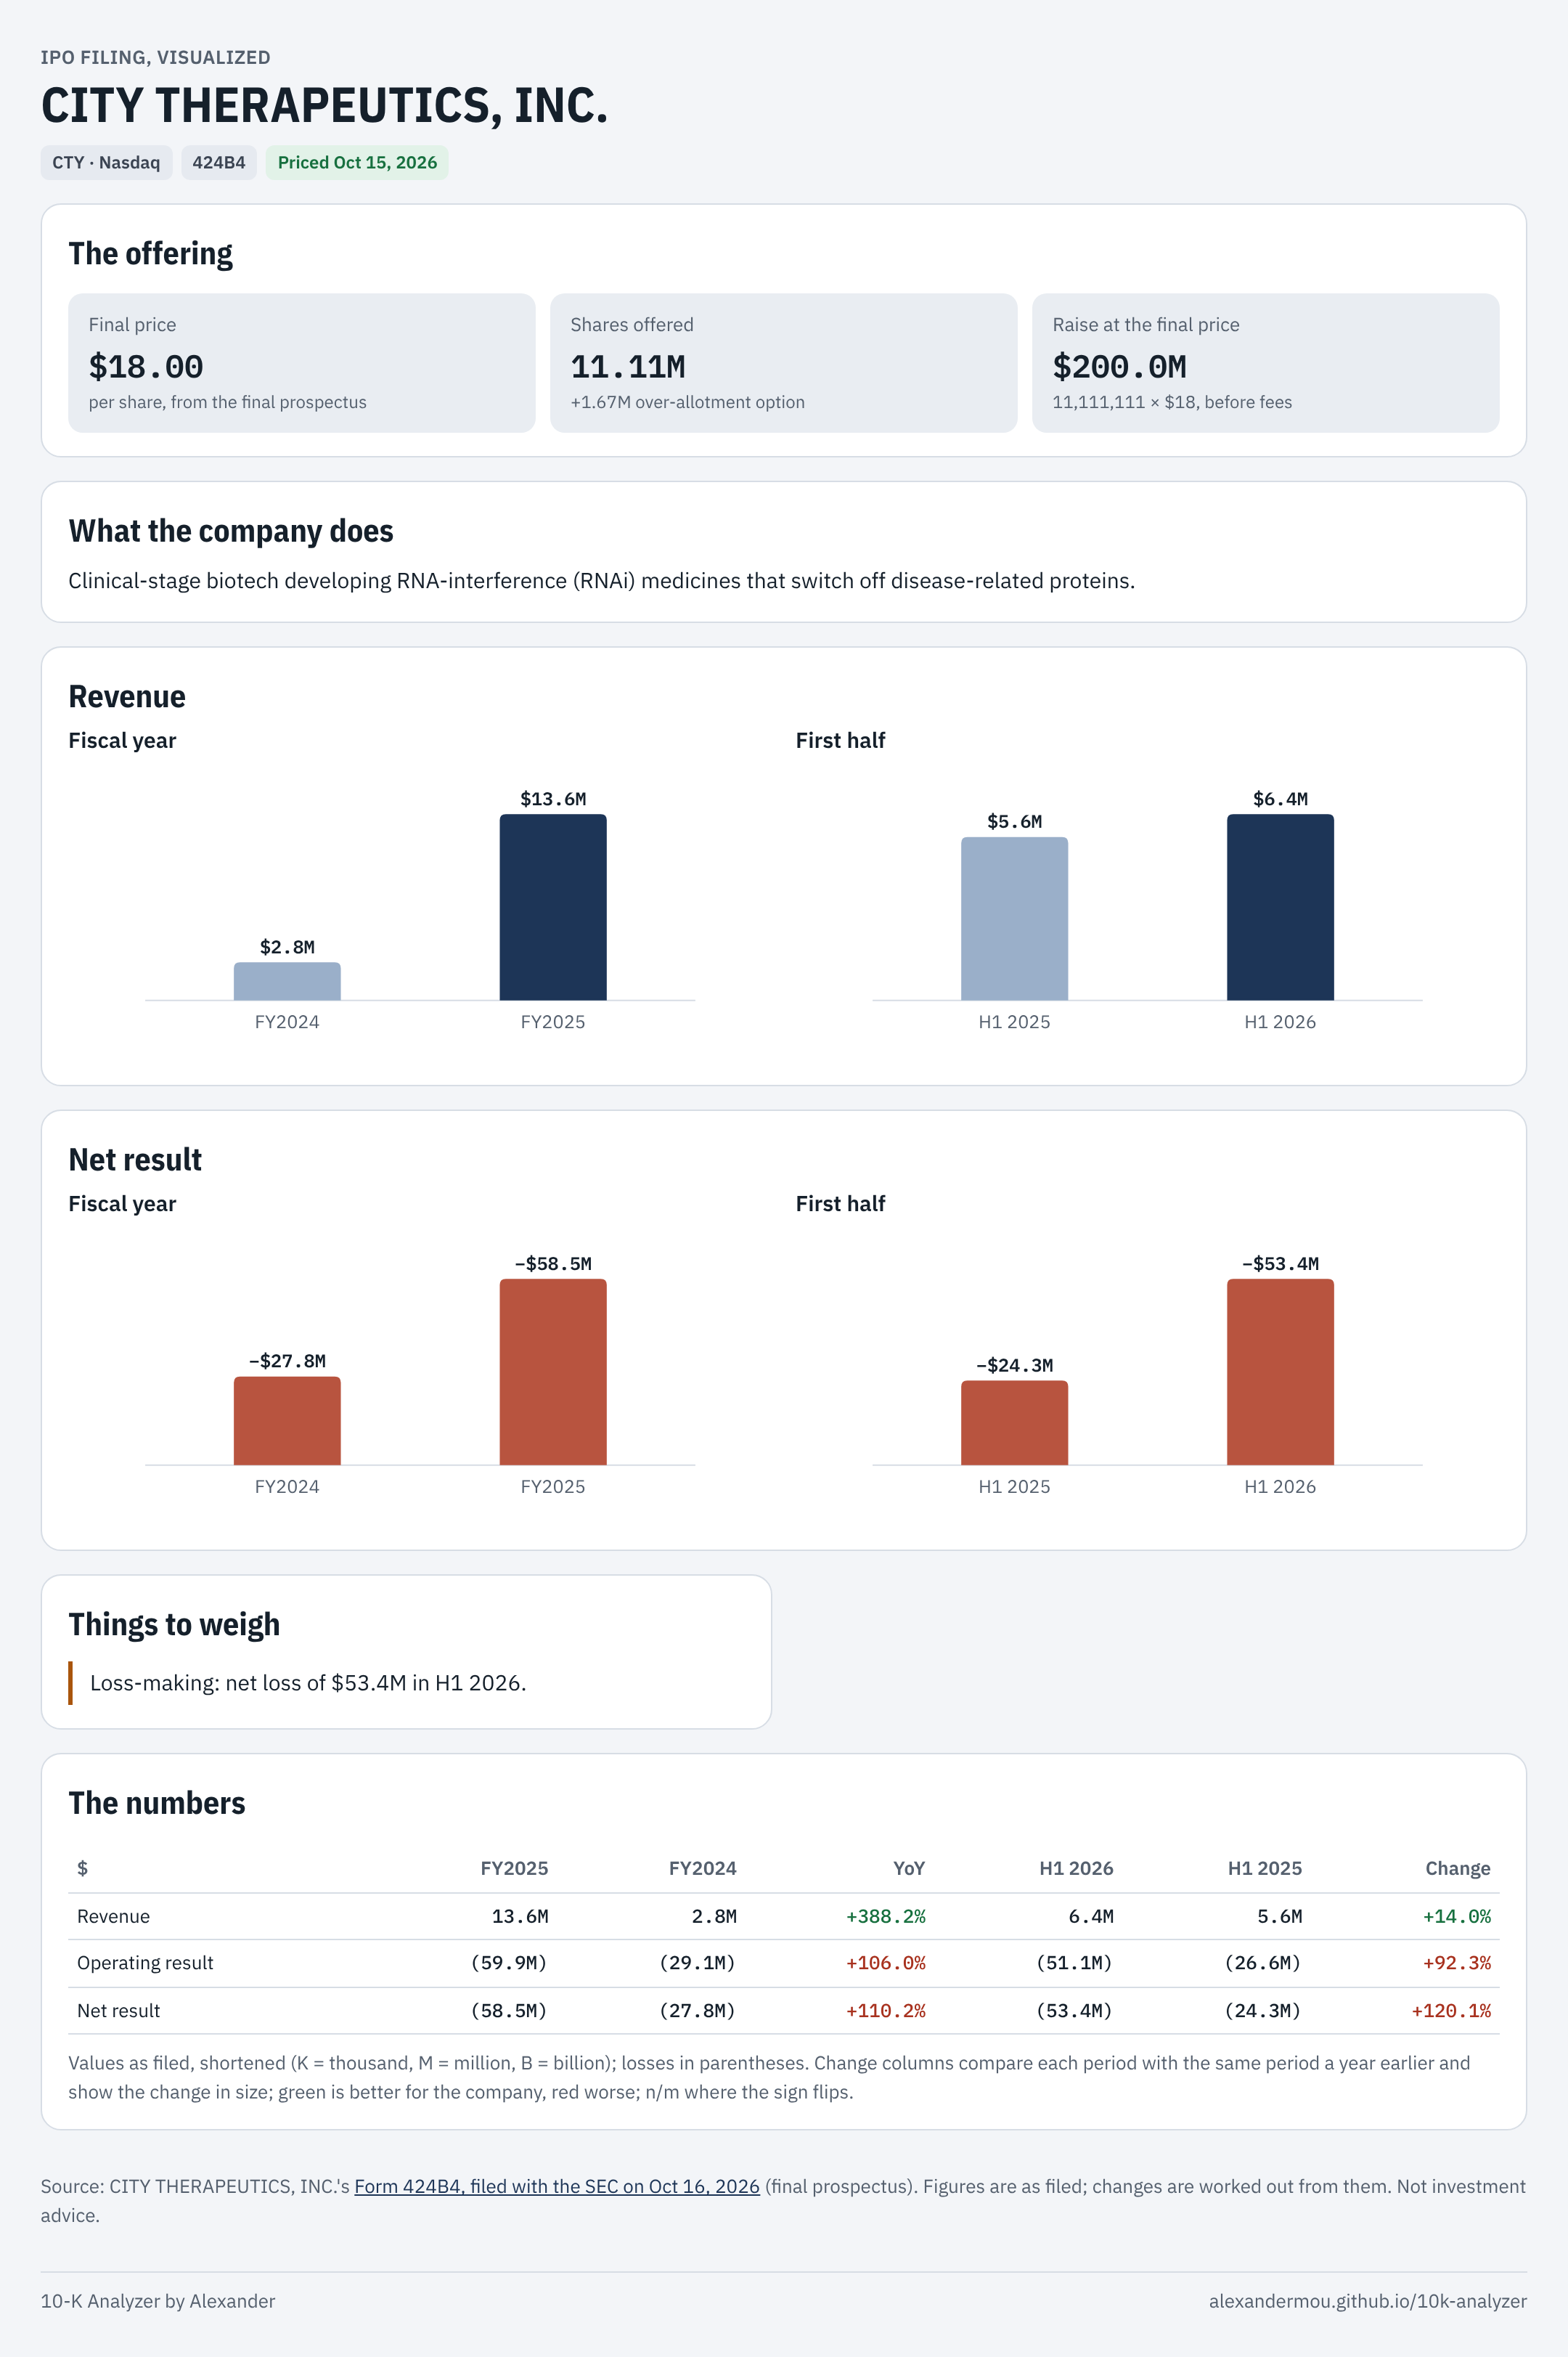 IPO FILING, VISUALIZED
CITY THERAPEUTICS, INC.
CTY · Nasdaq 424B4 Priced Oct 15, 2026
The offering
Final price Shares offered Raise at the final price
$18.00 11.11M $200.0M
per share, from the final prospectus +1.67M over-allotment option 11,111,111 × $18, before fees
What the company does
Clinical-stage biotech developing RNA-interference (RNAi) medicines that switch off disease-related proteins.
Revenue
Fiscal year First half
$13.6M $6.4M
$5.6M
$2.8M
FY2024 FY2025 H1 2025 H1 2026
Net result
Fiscal year First half
−$58.5M −$53.4M
−$27.8M −$24.3M
FY2024 FY2025 H1 2025 H1 2026
Things to weigh
Loss-making: net loss of $53.4M in H1 2026.
The numbers
$ FY2025 FY2024 YoY H1 2026 H1 2025 Change
Revenue 13.6M 2.8M +388.2% 6.4M 5.6M +14.0%
Operating result (59.9M) (29.1M) +106.0% (51.1M) (26.6M) +92.3%
Net result (58.5M) (27.8M) +110.2% (53.4M) (24.3M) +120.1%
Values as filed, shortened (K = thousand, M = million, B = billion); losses in parentheses. Change columns compare each period with the same period a year earlier and
show the change in size; green is better for the company, red worse; n/m where the sign flips.
Source: CITY THERAPEUTICS, INC.'s Form 424B4, filed with the SEC on Oct 16, 2026 (final prospectus). Figures are as filed; changes are worked out from them. Not investment
advice.
10-K Analyzer by Alexander alexandermou.github.io/10k-analyzer